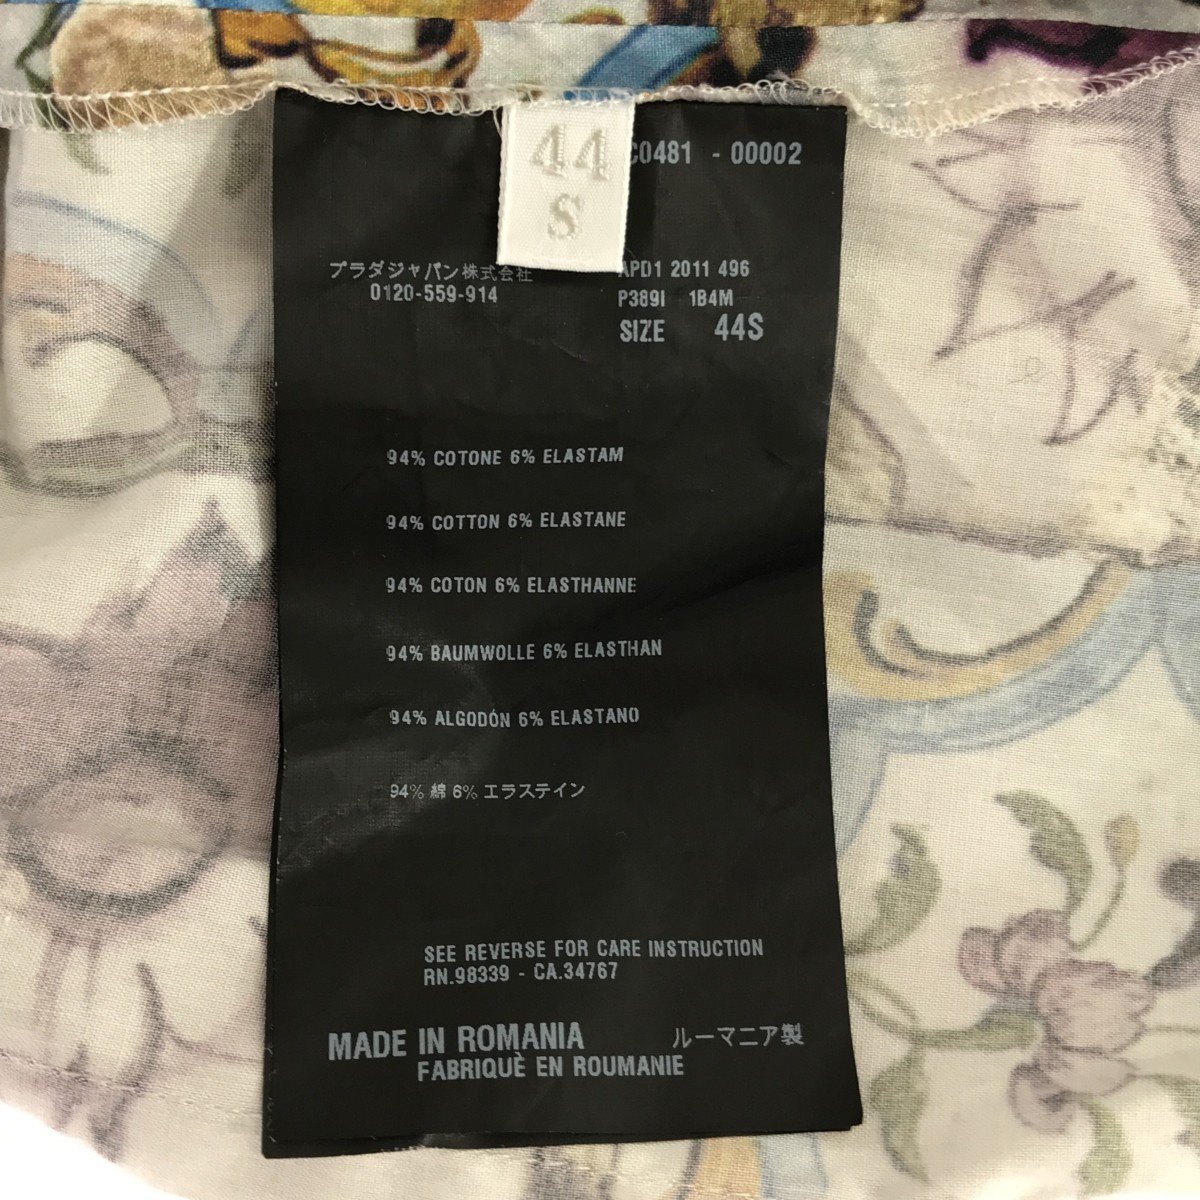 44
S
C0481 - 00002
プラダジャパン株式会社
0120-559-914
APD1 2011 496
P389I 1B4M
SIZE 44S
94% COTONE 6% ELASTAM
94% COTTON 6% ELASTANE
94% COTON 6% ELASTHANNE
94% BAUMWOLLE 6% ELASTHAN
94% ALGODÓN 6% ELASTANO
94% 綿 6% エラステイン
SEE REVERSE FOR CARE INSTRUCTION
RN.98339 - CA.34767
MADE IN ROMANIA ルーマニア製
FABRIQUÈ EN ROUMANIE